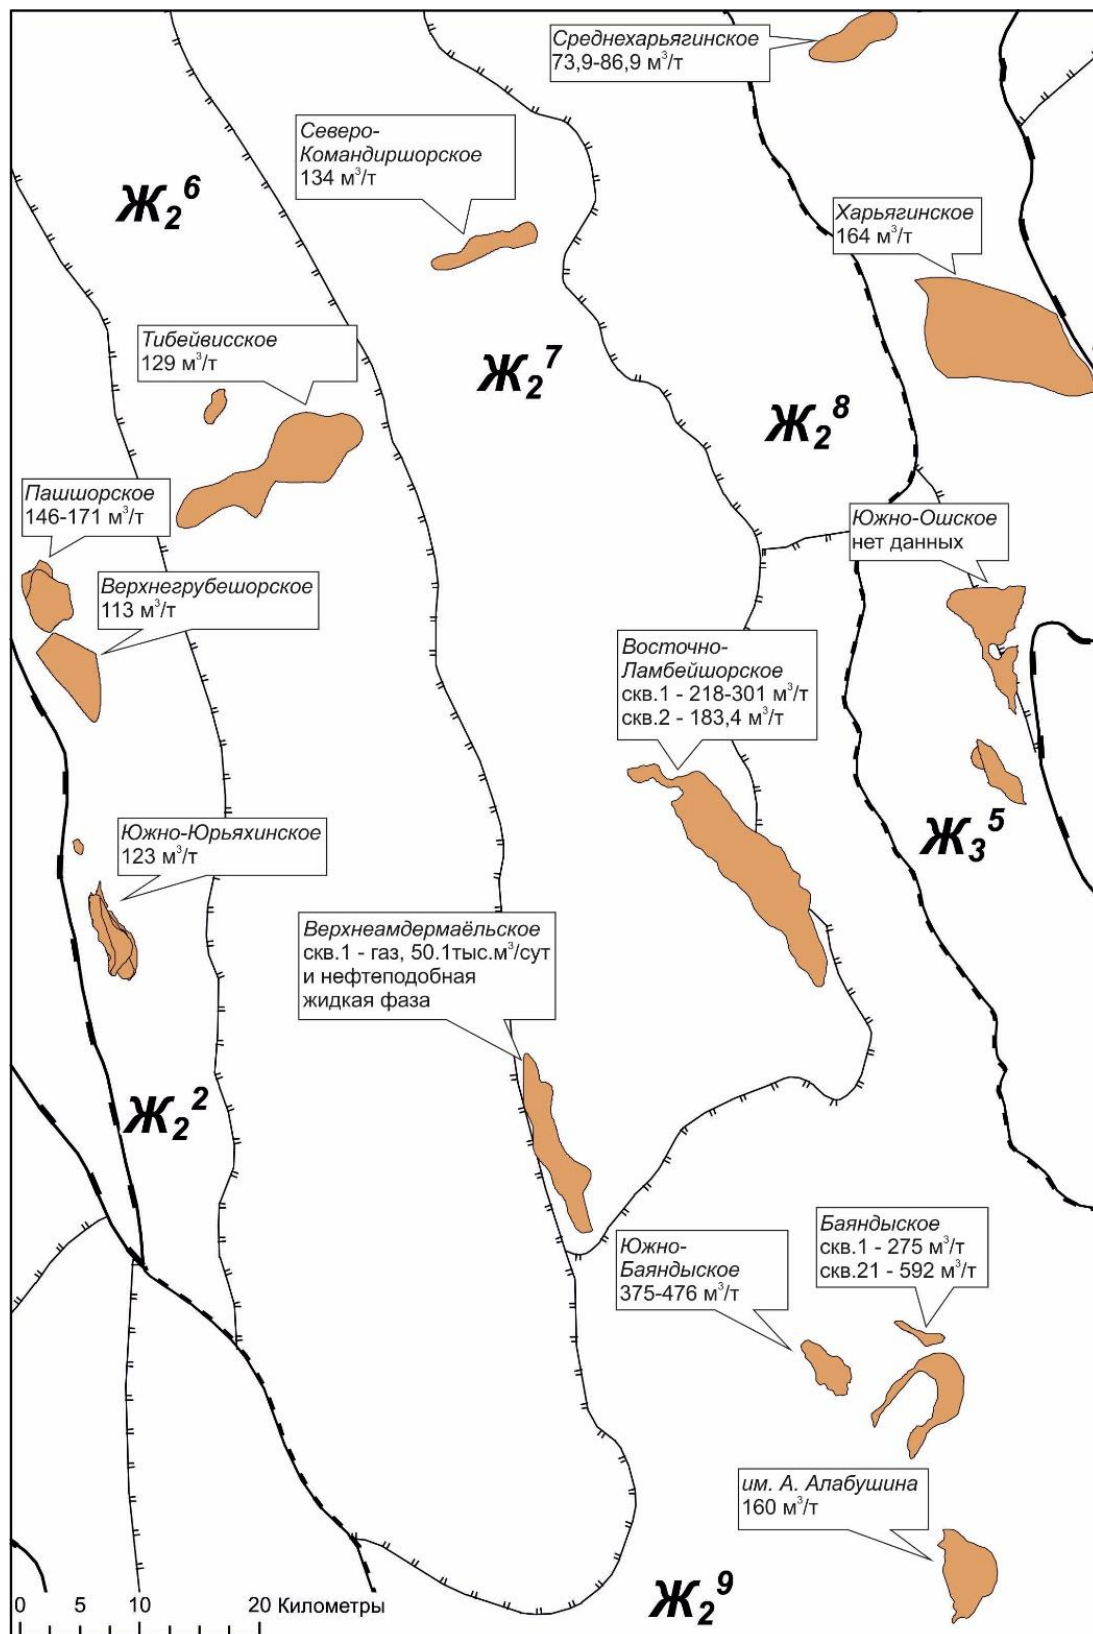 Среднехарьягинское
73,9-86,9 м³/т
Северо-
Командиршорское
134 м³/т
Ж₂⁶
Харьягинское
164 м³/т
Тибейвисское
129 м³/т
Ж₂⁷
Ж₂⁸
Пашшорское
146-171 м³/т
Южно-Ошское
нет данных
Верхнегрубешорское
113 м³/т
Восточно-
Ламбейшорское
скв.1 - 218-301 м³/т
скв.2 - 183,4 м³/т
Южно-Юрьяхинское
123 м³/т
Ж₃⁵
Верхнеамдермаёльское
скв.1 - газ, 50.1тыс.м³/сут
и нефтеподобная
жидкая фаза
Ж₂²
Южно-
Баяндыское
375-476 м³/т
Баяндыское
скв.1 - 275 м³/т
скв.21 - 592 м³/т
им. А. Алабушина
160 м³/т
Ж₂⁹
0 5 10 20 Километры